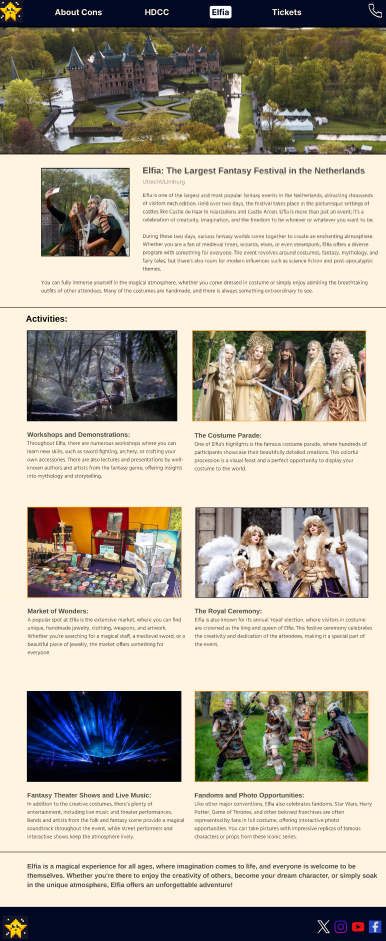 About Cons HDCC Elfia Tickets
Elfia: The Largest Fantasy Festival in the Netherlands
Utrecht/Limburg
Elfia is one of the largest and most popular fantasy events in the Netherlands, attracting thousands
of visitors each edition. Held over two days, the festival takes place in the picturesque settings of
castles like Castle de Haar in Haarzuilens and Castle Arcen. Elfia is more than just an event; it's a
celebration of creativity, imagination, and the freedom to be whoever or whatever you want to be.
During these two days, various fantasy worlds come together to create an enchanting atmosphere.
Whether you are a fan of medieval times, wizards, elves, or even steampunk, Elfia offers a diverse
program with something for everyone. The event revolves around costumes, fantasy, mythology, and
fairy tales, but there's also room for modern influences such as science fiction and post-apocalyptic
themes.
You can fully immerse yourself in the magical atmosphere, whether you come dressed in costume or simply enjoy admiring the breathtaking
outfits of other attendees. Many of the costumes are handmade, and there is always something extraordinary to see.
Activities:
Workshops and Demonstrations:
Throughout Elfia, there are numerous workshops where you can
learn new skills, such as sword fighting, archery, or crafting your
own accessories. There are also lectures and presentations by well-
known authors and artists from the fantasy genre, offering insights
into mythology and storytelling.
The Costume Parade:
One of Elfia's highlights is the famous costume parade, where hundreds of
participants showcase their beautifully detailed creations. This colorful
procession is a visual feast and a perfect opportunity to display your
costume to the world.
Market of Wonders:
A popular spot at Elfia is the extensive market, where you can find
unique, handmade jewelry, clothing, weapons, and artwork.
Whether you're searching for a magical staff, a medieval sword, or a
beautiful piece of jewelry, the market offers something for
everyone.
The Royal Ceremony:
Elfia is also known for its annual 'royal' election, where visitors in costume
are crowned as the king and queen of Elfia. This festive ceremony celebrates
the creativity and dedication of the attendees, making it a special part of
the event.
Fantasy Theater Shows and Live Music:
In addition to the creative costumes, there's plenty of
entertainment, including live music and theater performances.
Bands and artists from the folk and fantasy scene provide a magical
soundtrack throughout the event, while street performers and
interactive shows keep the atmosphere lively.
Fandoms and Photo Opportunities:
Like other major conventions, Elfia also celebrates fandoms. Star Wars, Harry
Potter, Game of Thrones, and other beloved franchises are often
represented by fans in full costume, offering interactive photo
opportunities. You can take pictures with impressive replicas of famous
characters or props from these iconic series.
Elfia is a magical experience for all ages, where imagination comes to life, and everyone is welcome to be
themselves. Whether you're there to enjoy the creativity of others, become your dream character, or simply soak
in the unique atmosphere, Elfia offers an unforgettable adventure!